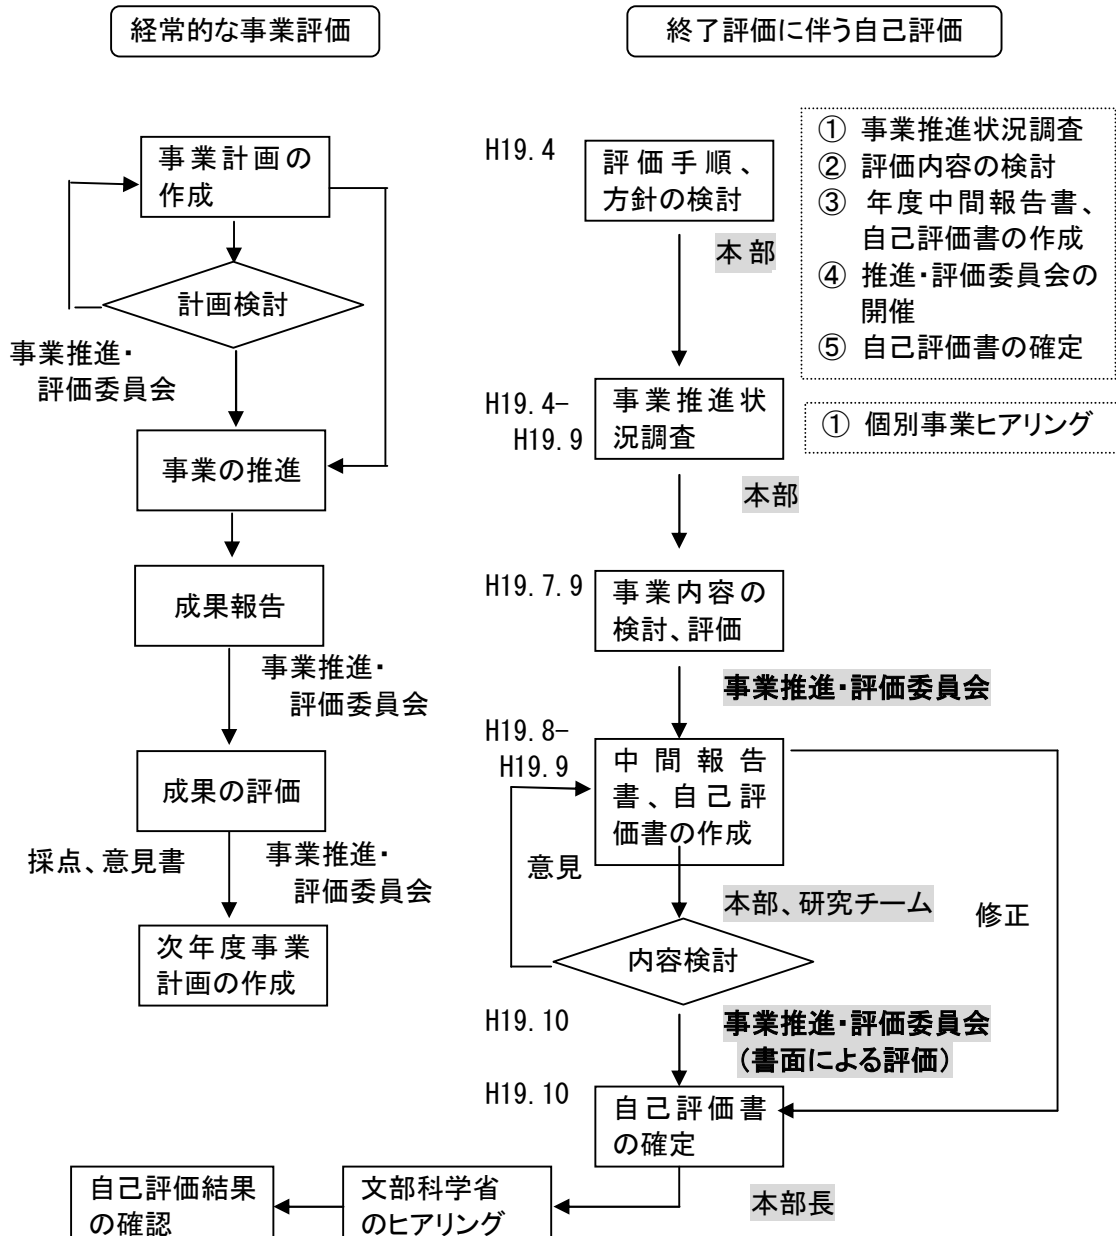 経常的な事業評価
終了評価に伴う自己評価
事業計画の
作成
計画検討
事業推進・
評価委員会
事業の推進
成果報告
事業推進・
評価委員会
成果の評価
採点、意見書
事業推進・
評価委員会
次年度事業
計画の作成
H19.4
評価手順、
方針の検討
本部
① 事業推進状況調査
② 評価内容の検討
③ 年度中間報告書、
自己評価書の作成
④ 推進・評価委員会の
開催
⑤ 自己評価書の確定
H19.4-
H19.9
事業推進状
況調査
① 個別事業ヒアリング
本部
H19.7.9
事業内容の
検討、評価
事業推進・評価委員会
H19.8-
H19.9
中間報告
書、自己評
価書の作成
意見
本部、研究チーム
修正
内容検討
H19.10
事業推進・評価委員会
(書面による評価)
H19.10
自己評価書
の確定
本部長
文部科学省
のヒアリング
自己評価結果
の確認